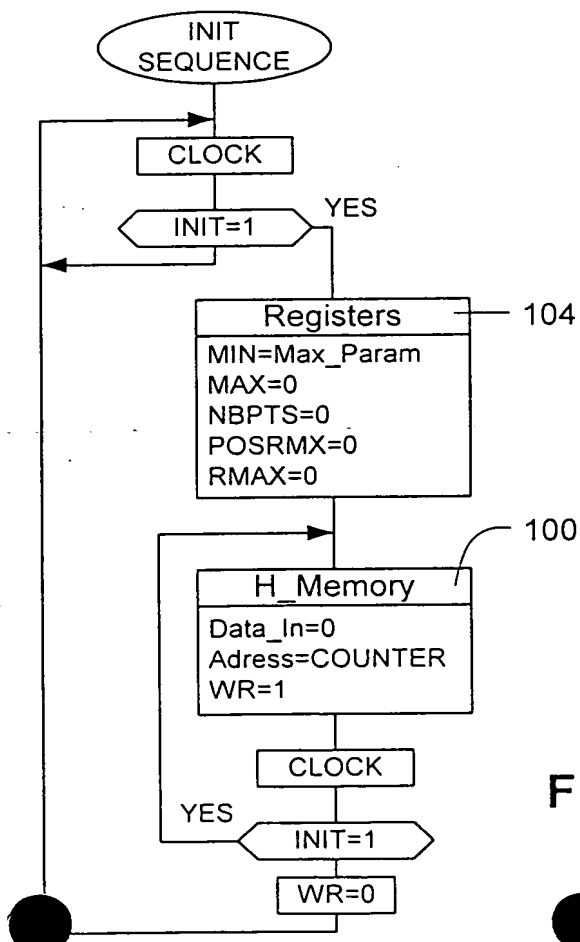 INIT
SEQUENCE
CLOCK
INIT=1
YES
Registers
104
MIN=Max_Param
MAX=0
NBPTS=0
POSRMX=0
RMAX=0
100
H_Memory
Data_In=0
Adress=COUNTER
WR=1
CLOCK
YES
INIT=1
F
WR=0